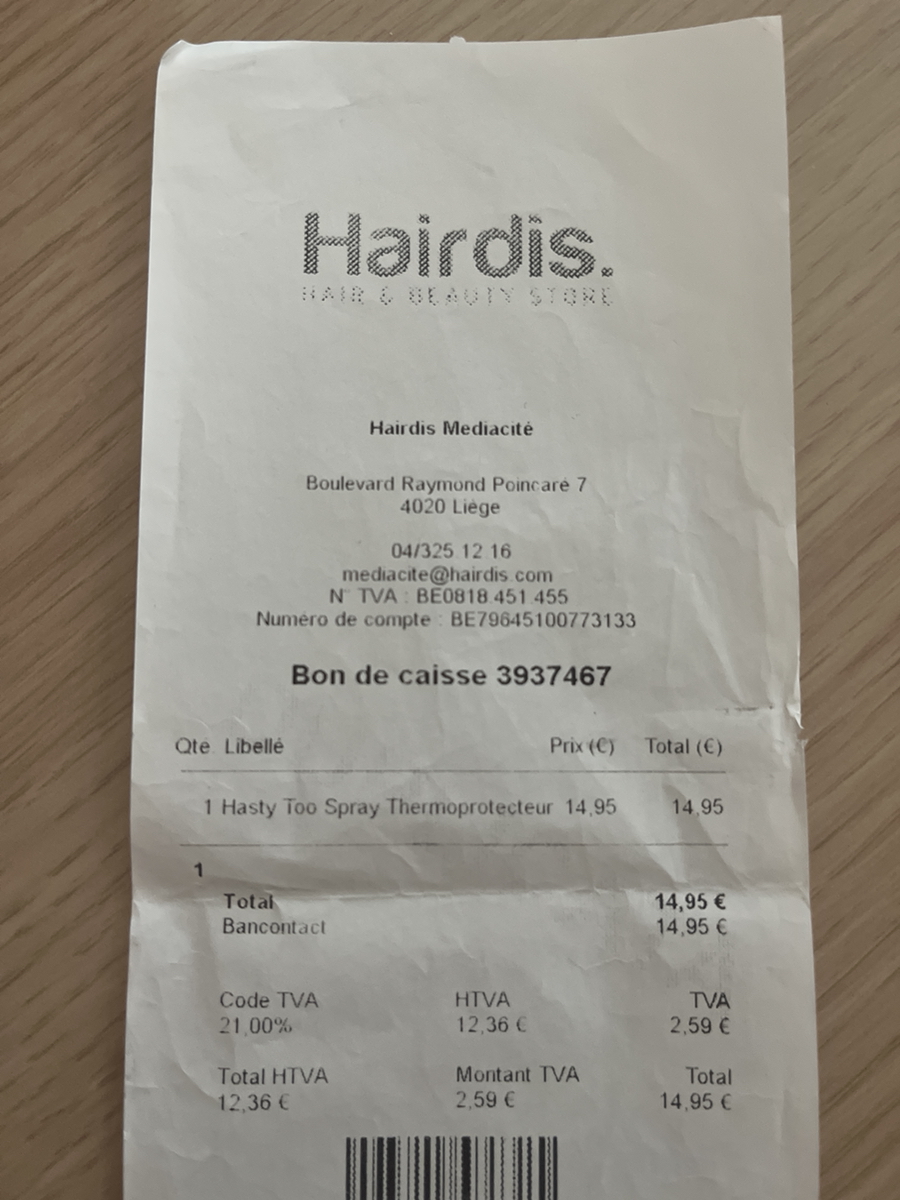 Hairdis.
HAIR & BEAUTY STORE
Hairdis Mediacité
Boulevard Raymond Poincaré 7
4020 Liège
04/325 12 16
mediacite@hairdis.com
N° TVA : BE0818 451 455
Numéro de compte : BE79645100773133
Bon de caisse 3937467
Qté Libellé Prix (€) Total (€)
1 Hasty Too Spray Thermoprotecteur 14,95 14,95
1
Total 14,95 €
Bancontact 14,95 €
Code TVA HTVA TVA
21,00% 12,36 € 2,59 €
Total HTVA Montant TVA Total
12,36 € 2,59 € 14,95 €